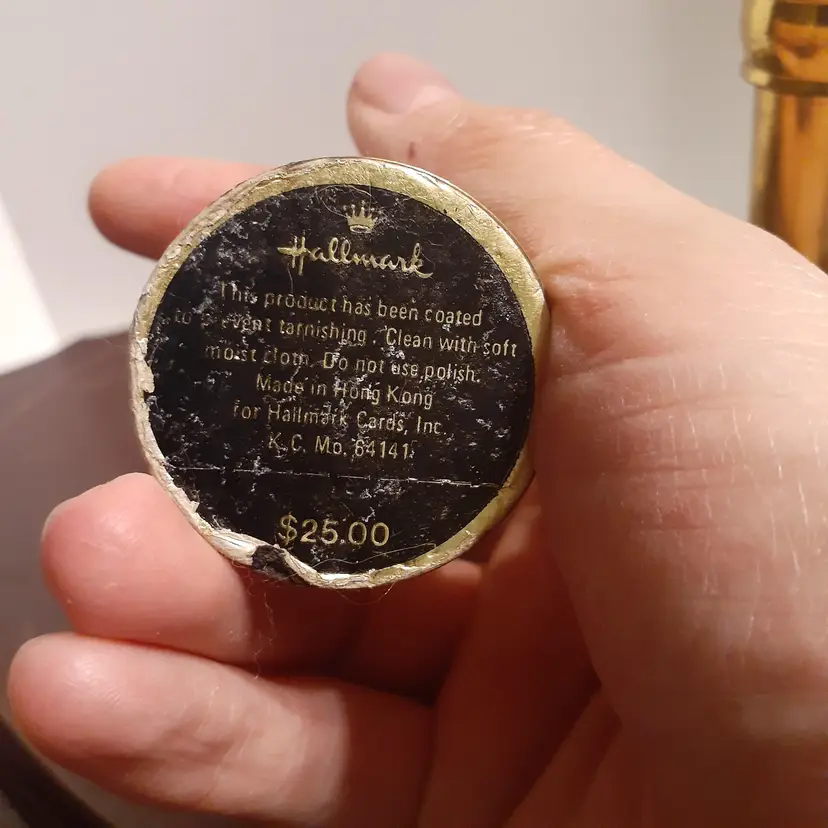 Hallmark
This product has been coated
to prevent tarnishing. Clean with soft
moist cloth. Do not use polish.
Made in Hong Kong
for Hallmark Cards, Inc.
K.C. Mo. 64141
$25.00